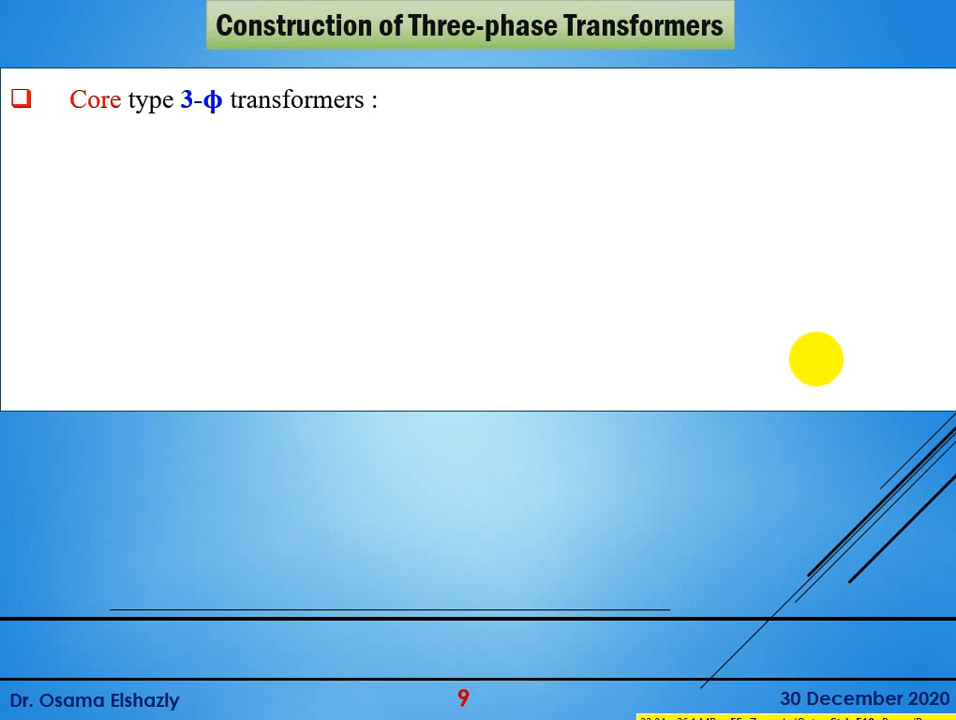 Construction of Three-phase Transformers
Core type 3-ɸ transformers :
Dr. Osama Elshazly
9
30 December 2020